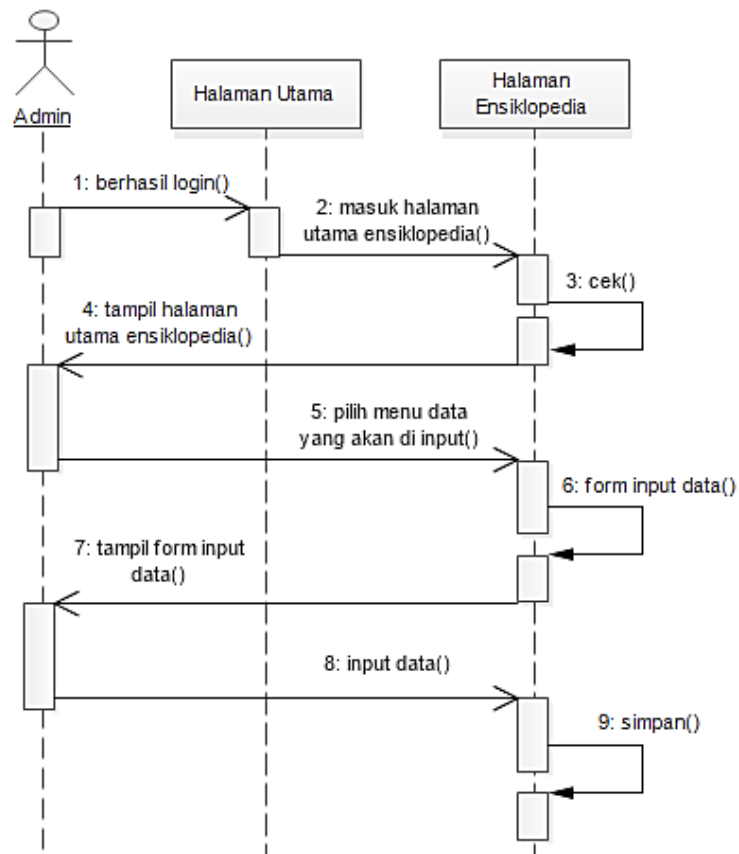 Admin
Halaman Utama
Halaman
Ensiklopedia
1: berhasil login()
2: masuk halaman
utama ensiklopedia()
3: cek()
4: tampil halaman
utama ensiklopedia()
5: pilih menu data
yang akan di input()
6: form input data()
7: tampil form input
data()
8: input data()
9: simpan()